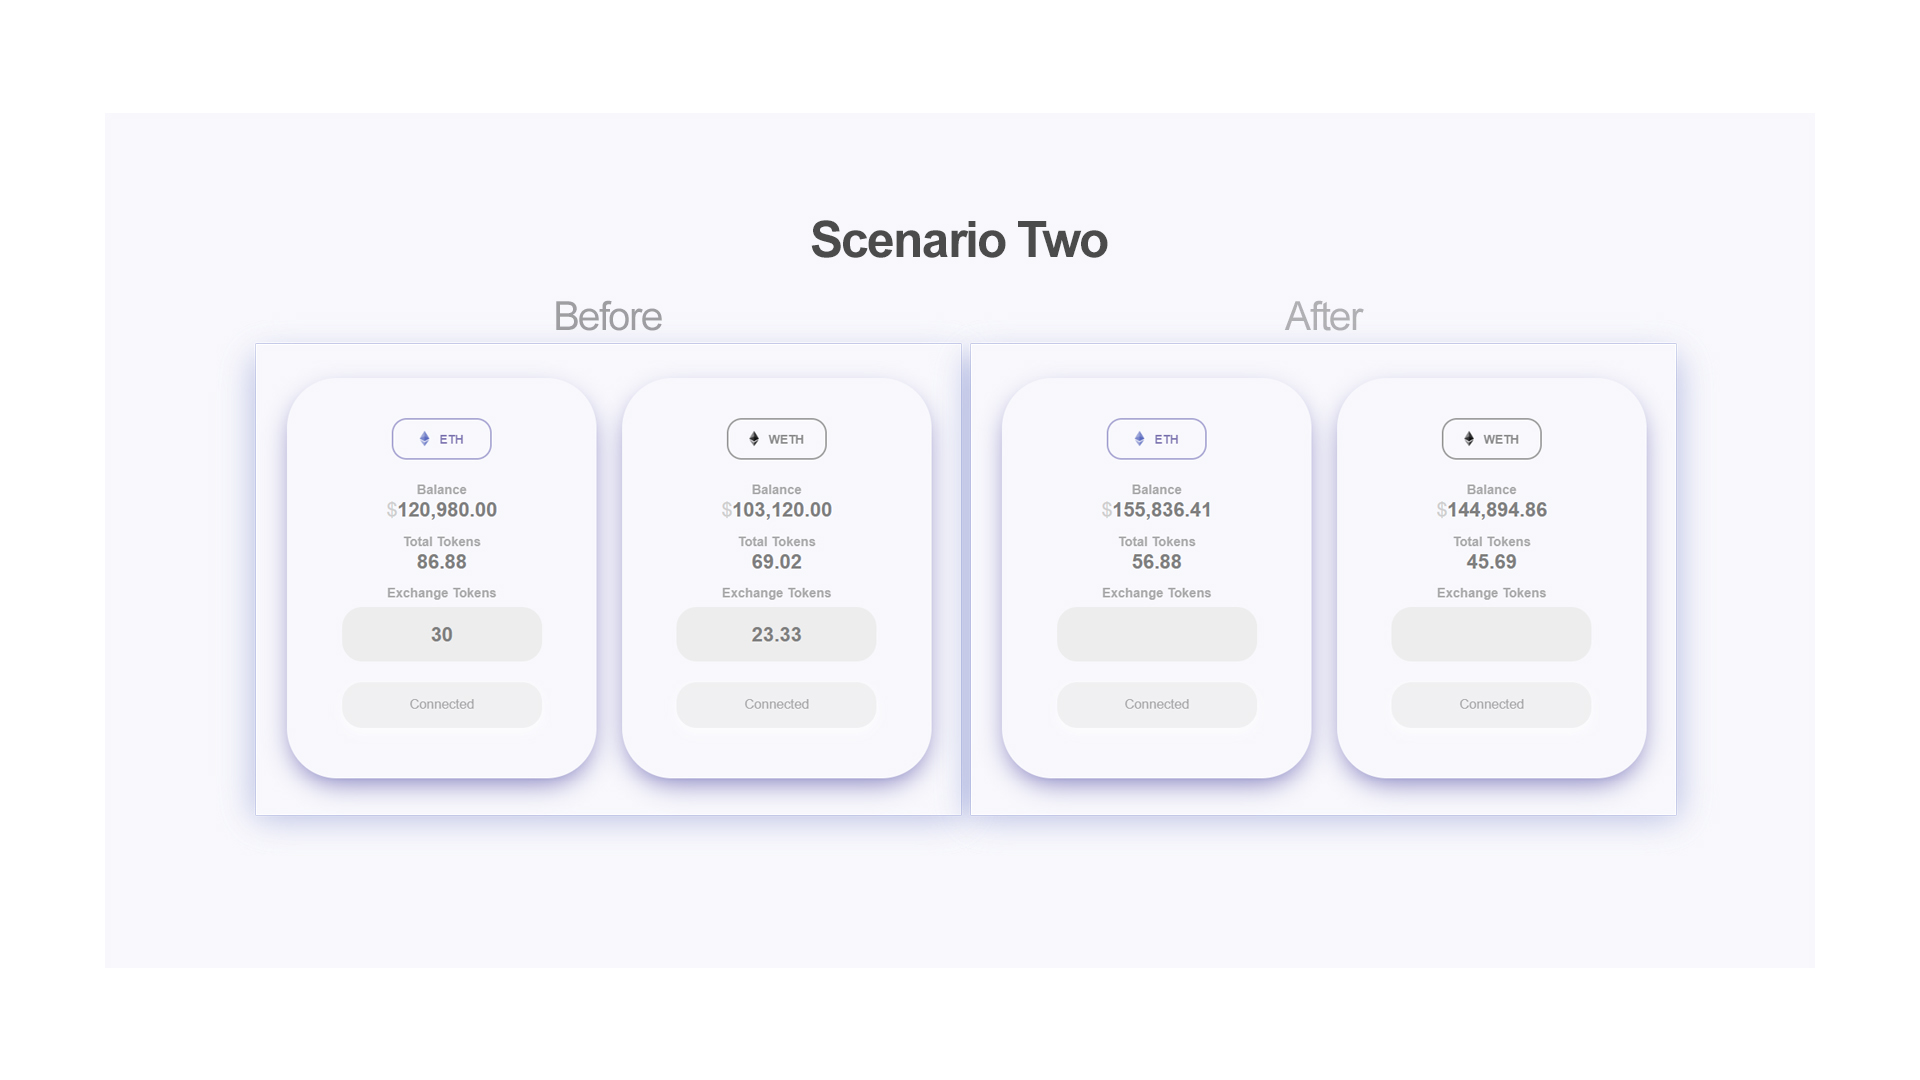 Scenario Two
Before
ETH
Balance
$120,980.00
Total Tokens
86.88
Exchange Tokens
30
Connected
WETH
Balance
$103,120.00
Total Tokens
69.02
Exchange Tokens
23.33
Connected
After
ETH
Balance
$155,836.41
Total Tokens
56.88
Exchange Tokens
Connected
WETH
Balance
$144,894.86
Total Tokens
45.69
Exchange Tokens
Connected